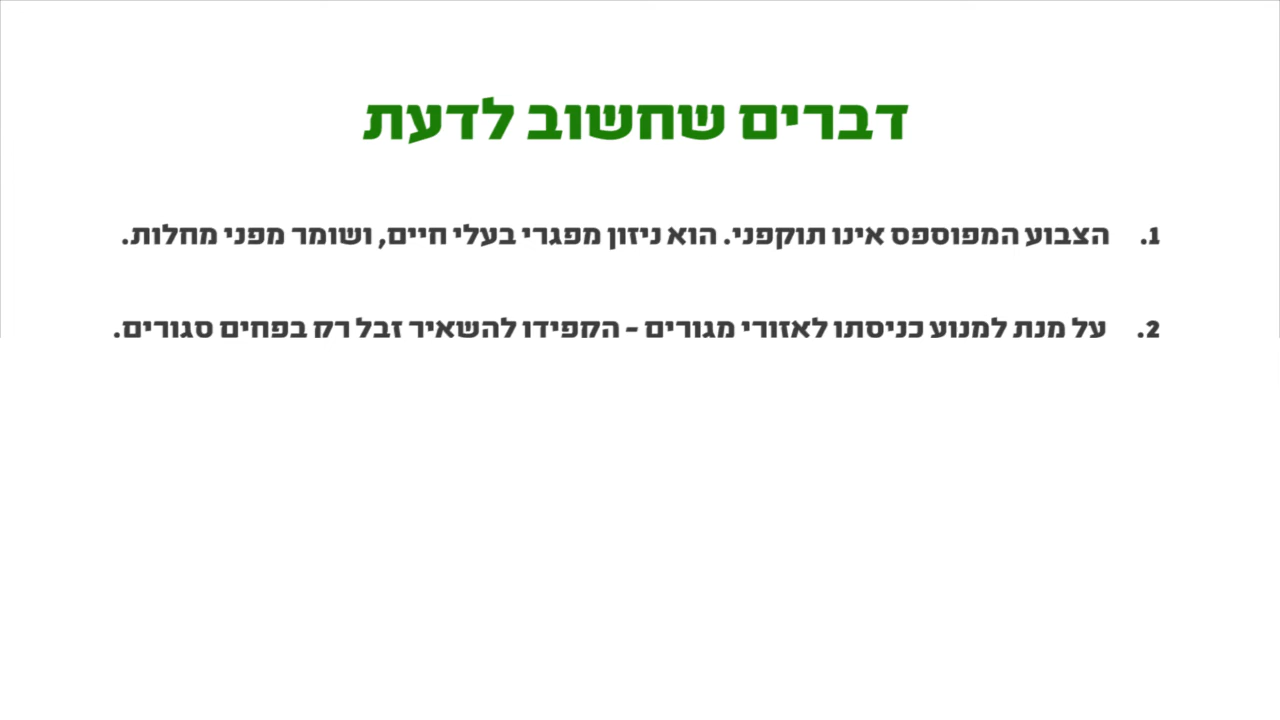 דברים שחשוב לדעת
1. הצבוע המפוספס אינו תוקפני. הוא ניזון מפגרי בעלי חיים, ושומר מפני מחלות.
2. על מנת למנוע כניסתו לאזורי מגורים - הקפידו להשאיר זבל רק בפחים סגורים.